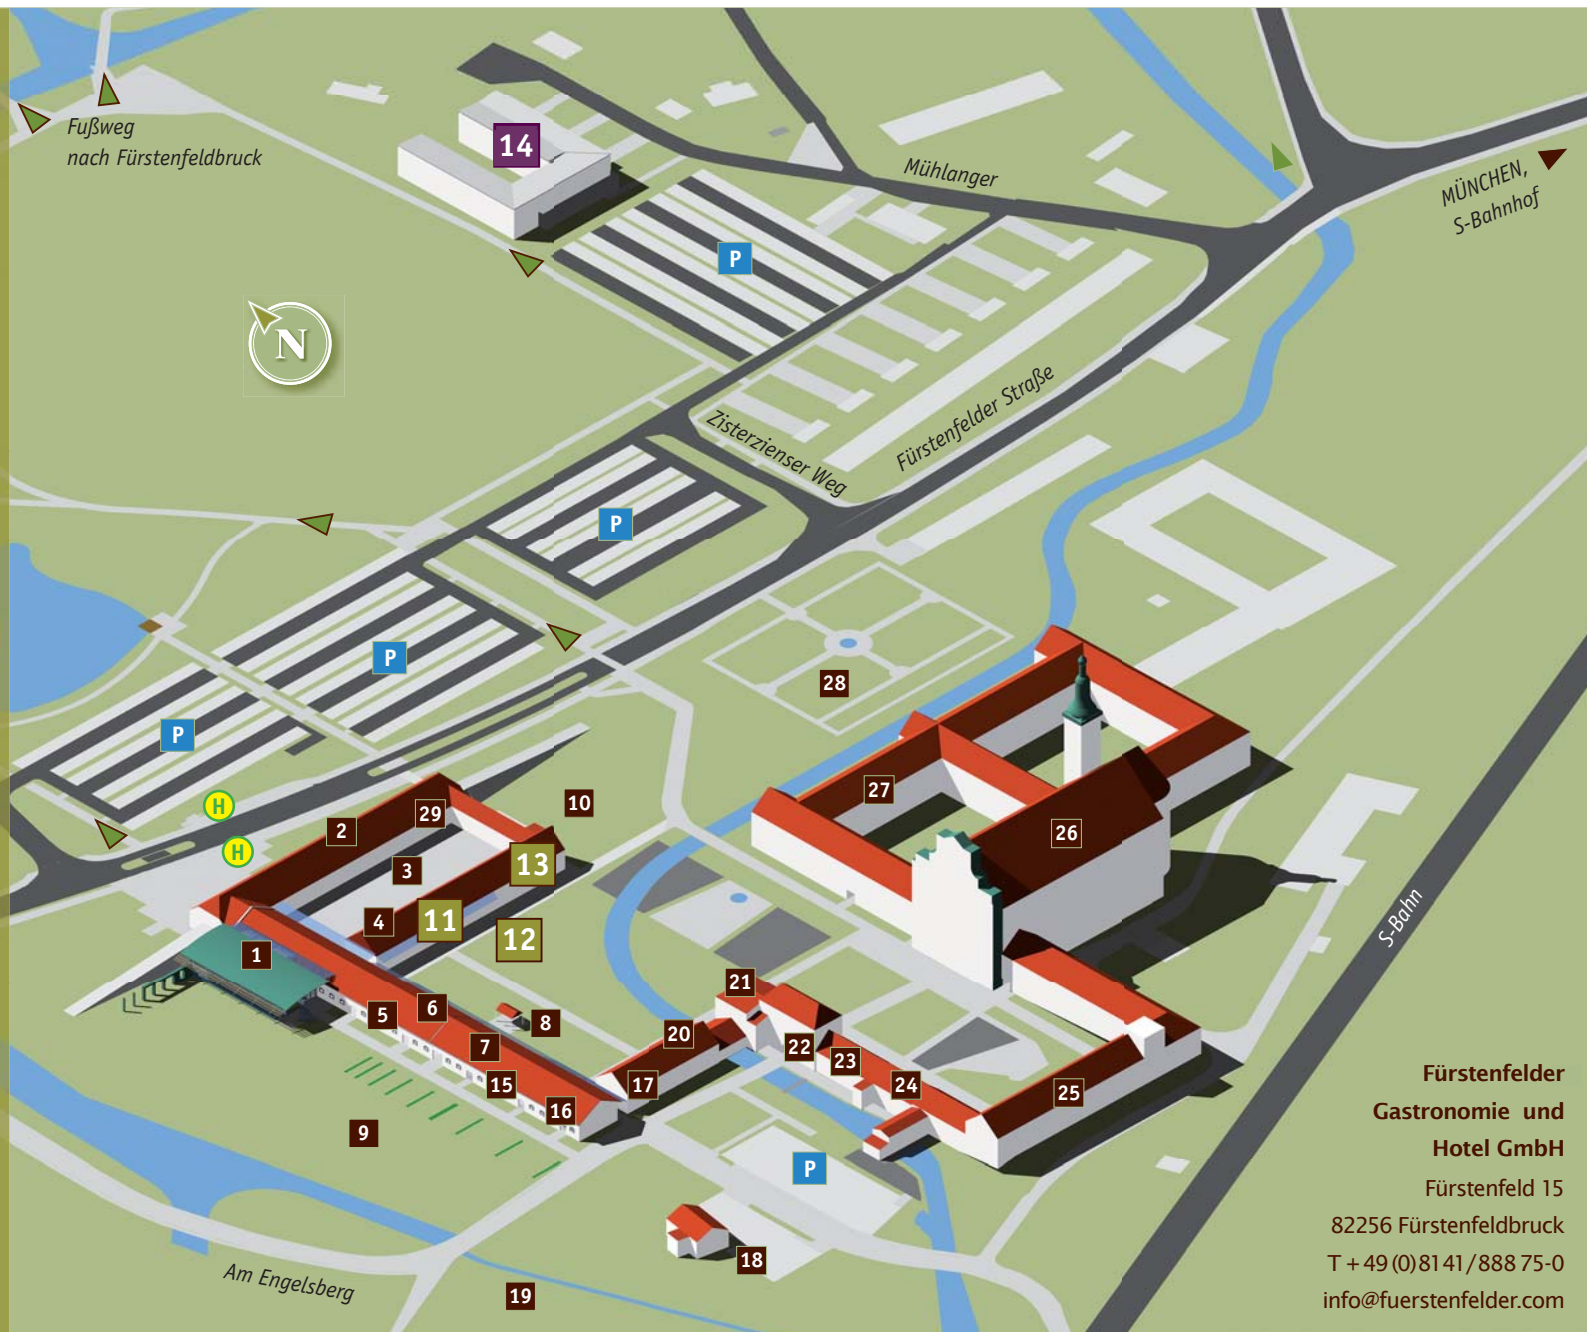 Fußweg
nach Fürstenfeldbruck
14
Mühlanger
MÜNCHEN,
S-Bahnhof
P
N
Zisterzienser Weg
Fürstenfelder Straße
P
P
28
P
H
H
2
29
10
27
26
3
13
4
11
12
1
S-Bahn
21
5
6
8
20
7
22
23
15
17
24
25
16
9
P
18
19
Am Engelsberg
Fürstenfelder
Gastronomie und
Hotel GmbH
Fürstenfeld 15
82256 Fürstenfeldbruck
T + 49 (0) 81 41 / 888 75-0
info@fuerstenfelder.com